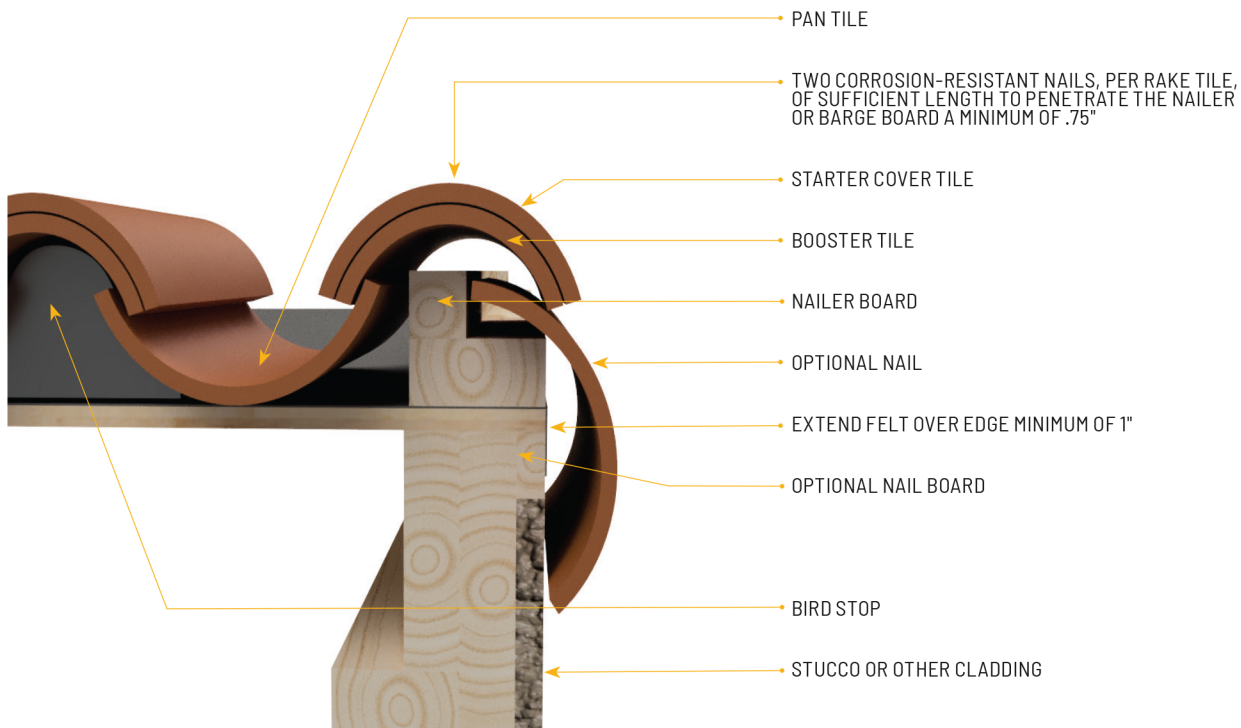 PAN TILE
TWO CORROSION-RESISTANT NAILS, PER RAKE TILE,
OF SUFFICIENT LENGTH TO PENETRATE THE NAILER
OR BARGE BOARD A MINIMUM OF .75"
STARTER COVER TILE
BOOSTER TILE
NAILER BOARD
OPTIONAL NAIL
EXTEND FELT OVER EDGE MINIMUM OF 1"
OPTIONAL NAIL BOARD
BIRD STOP
STUCCO OR OTHER CLADDING